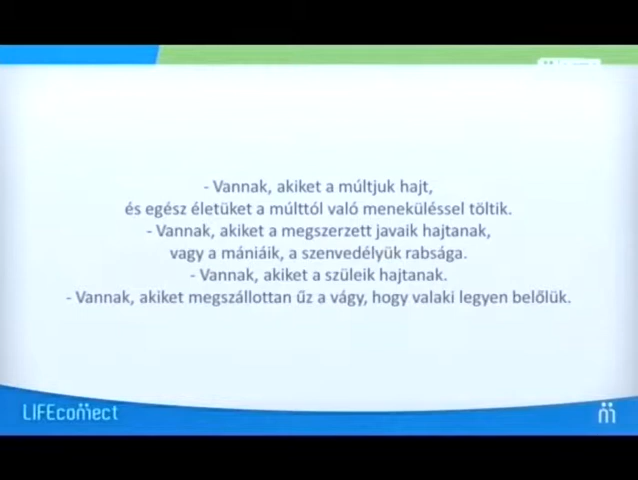 - Vannak, akiket a múltjuk hajt,
és egész életüket a múlttól való meneküléssel töltik.
- Vannak, akiket a megszerzett javaik hajtanak,
vagy a mániáik, a szenvedélyük rabsága.
- Vannak, akiket a szüleik hajtanak.
- Vannak, akiket megszállottan űz a vágy, hogy valaki legyen belőlük.
LIFEconnect